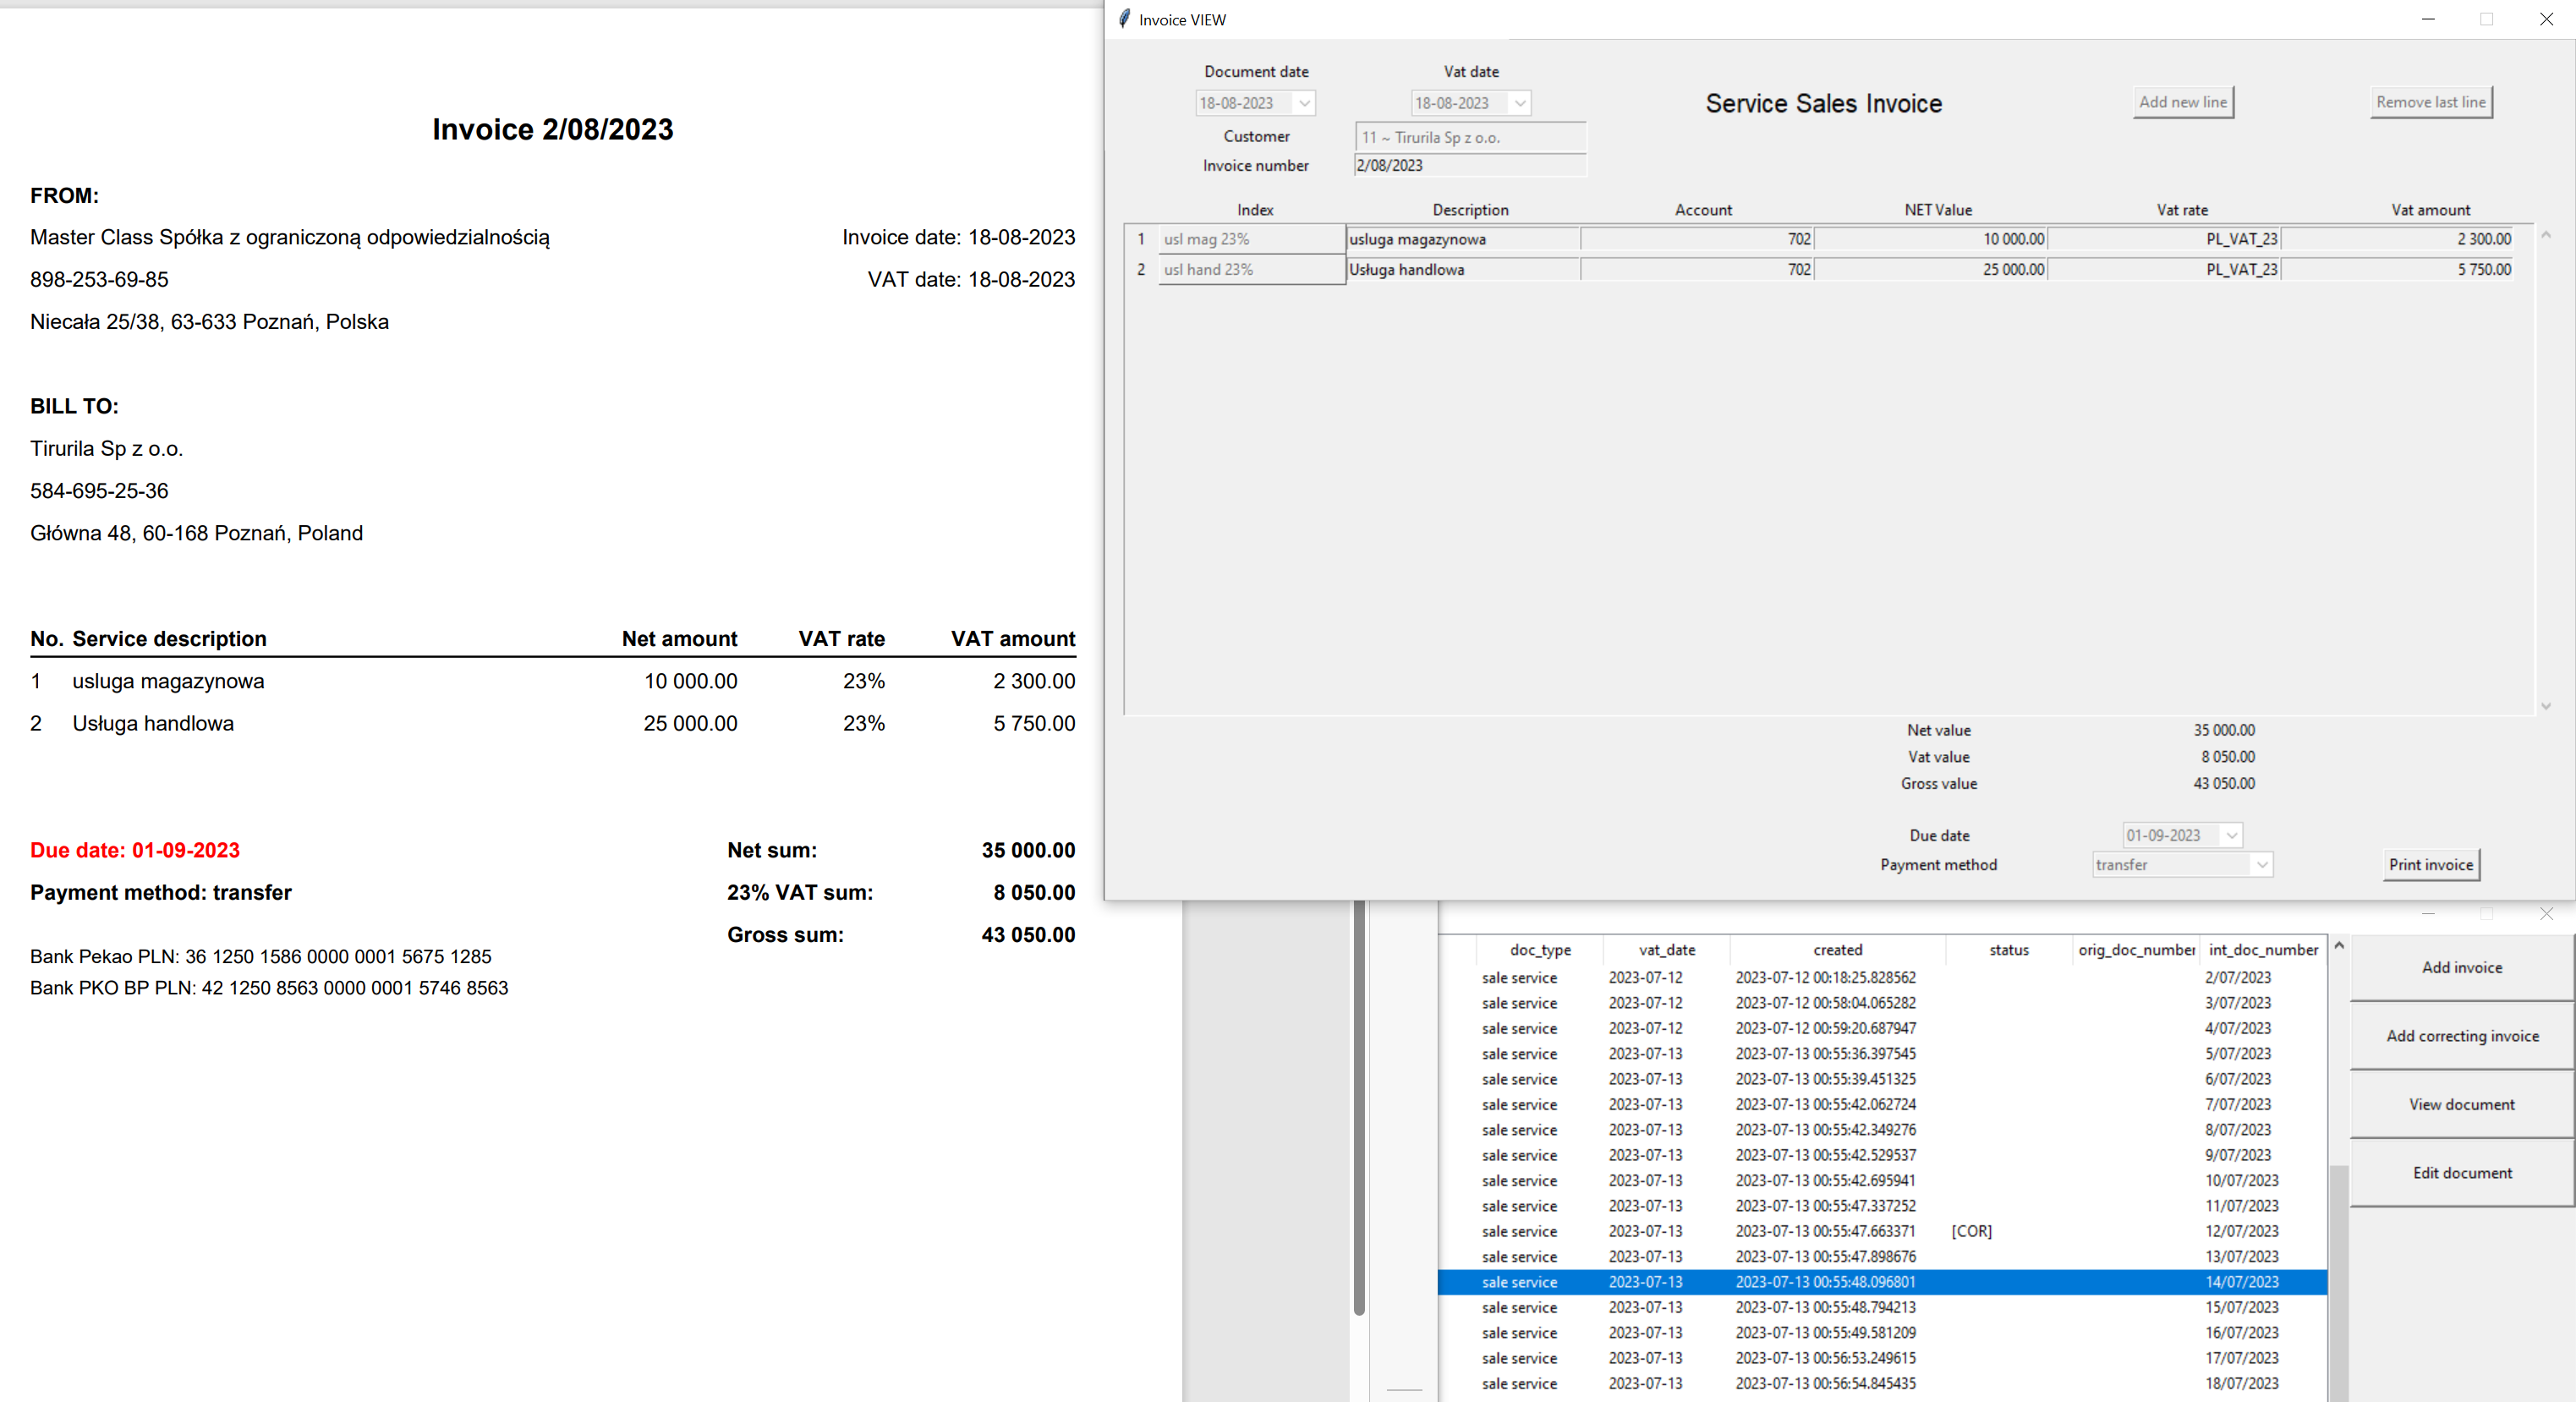 Invoice 2/08/2023
FROM:
Master Class Spółka z ograniczoną odpowiedzialnością Invoice date: 18-08-2023
898-253-69-85 VAT date: 18-08-2023
Niecała 25/38, 63-633 Poznań, Polska
BILL TO:
Tirurila Sp z o.o.
584-695-25-36
Główna 48, 60-168 Poznań, Poland
No. Service description Net amount VAT rate VAT amount
1 usluga magazynowa 10 000.00 23% 2 300.00
2 Usługa handlowa 25 000.00 23% 5 750.00
Due date: 01-09-2023 Net sum: 35 000.00
Payment method: transfer 23% VAT sum: 8 050.00
Gross sum: 43 050.00
Bank Pekao PLN: 36 1250 1586 0000 0001 5675 1285
Bank PKO BP PLN: 42 1250 8563 0000 0001 5746 8563
Invoice VIEW
Document date Vat date
18-08-2023 18-08-2023 Service Sales Invoice Add new line Remove last line
Customer 11 ~ Tirurila Sp z o.o.
Invoice number 2/08/2023
Index Description Account NET Value Vat rate Vat amount
1 usl mag 23% usluga magazynowa 702 10 000.00 PL_VAT_23 2 300.00
2 usl hand 23% Usługa handlowa 702 25 000.00 PL_VAT_23 5 750.00
Net value 35 000.00
Vat value 8 050.00
Gross value 43 050.00
Due date 01-09-2023
Payment method transfer Print invoice
doc_type vat_date created status orig_doc_number int_doc_number
sale service 2023-07-12 2023-07-12 00:18:25.828562 2/07/2023
sale service 2023-07-12 2023-07-12 00:58:04.065282 3/07/2023
sale service 2023-07-12 2023-07-12 00:59:20.687947 4/07/2023
sale service 2023-07-13 2023-07-13 00:55:36.397545 5/07/2023
sale service 2023-07-13 2023-07-13 00:55:39.451325 6/07/2023
sale service 2023-07-13 2023-07-13 00:55:42.062724 7/07/2023
sale service 2023-07-13 2023-07-13 00:55:42.349276 8/07/2023
sale service 2023-07-13 2023-07-13 00:55:42.529537 9/07/2023
sale service 2023-07-13 2023-07-13 00:55:42.695941 10/07/2023
sale service 2023-07-13 2023-07-13 00:55:47.337252 11/07/2023
sale service 2023-07-13 2023-07-13 00:55:47.663371 [COR] 12/07/2023
sale service 2023-07-13 2023-07-13 00:55:47.898676 13/07/2023
sale service 2023-07-13 2023-07-13 00:55:48.096801 14/07/2023
sale service 2023-07-13 2023-07-13 00:55:48.794213 15/07/2023
sale service 2023-07-13 2023-07-13 00:55:49.581209 16/07/2023
sale service 2023-07-13 2023-07-13 00:56:53.249615 17/07/2023
sale service 2023-07-13 2023-07-13 00:56:54.845435 18/07/2023
Add invoice
Add correcting invoice
View document
Edit document